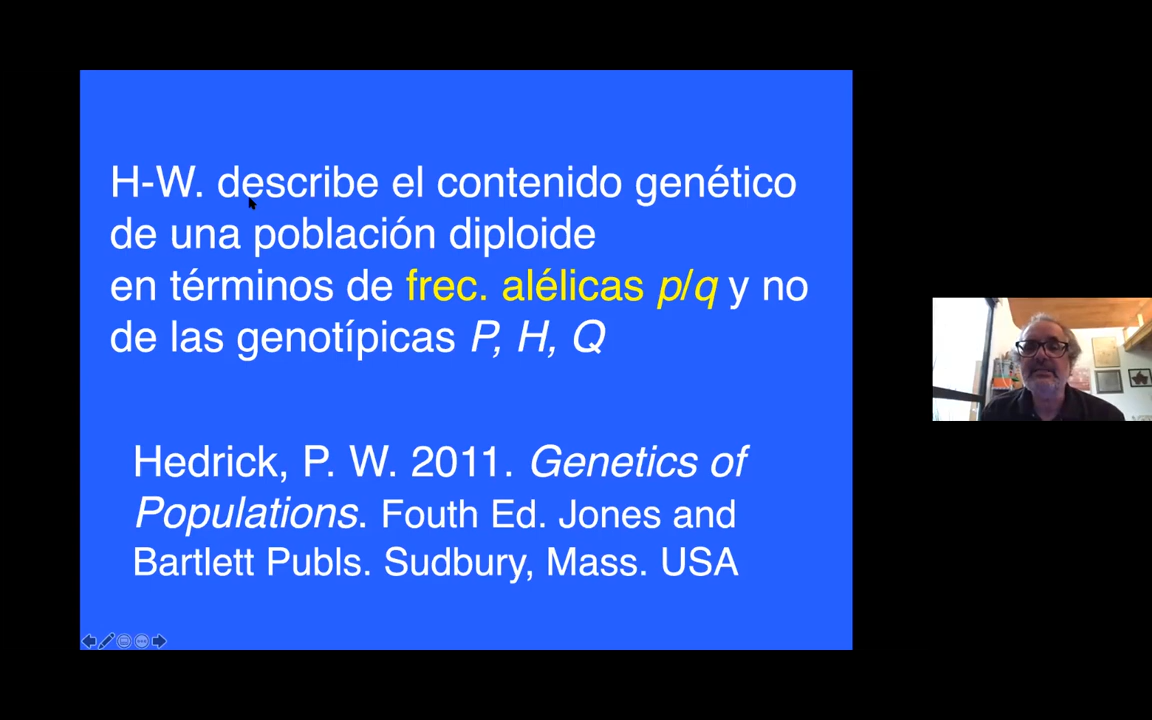 H-W. describe el contenido genético
de una población diploide
en términos de frec. alélicas p/q y no
de las genotípicas P, H, Q
Hedrick, P. W. 2011. Genetics of
Populations. Fouth Ed. Jones and
Bartlett Publs. Sudbury, Mass. USA